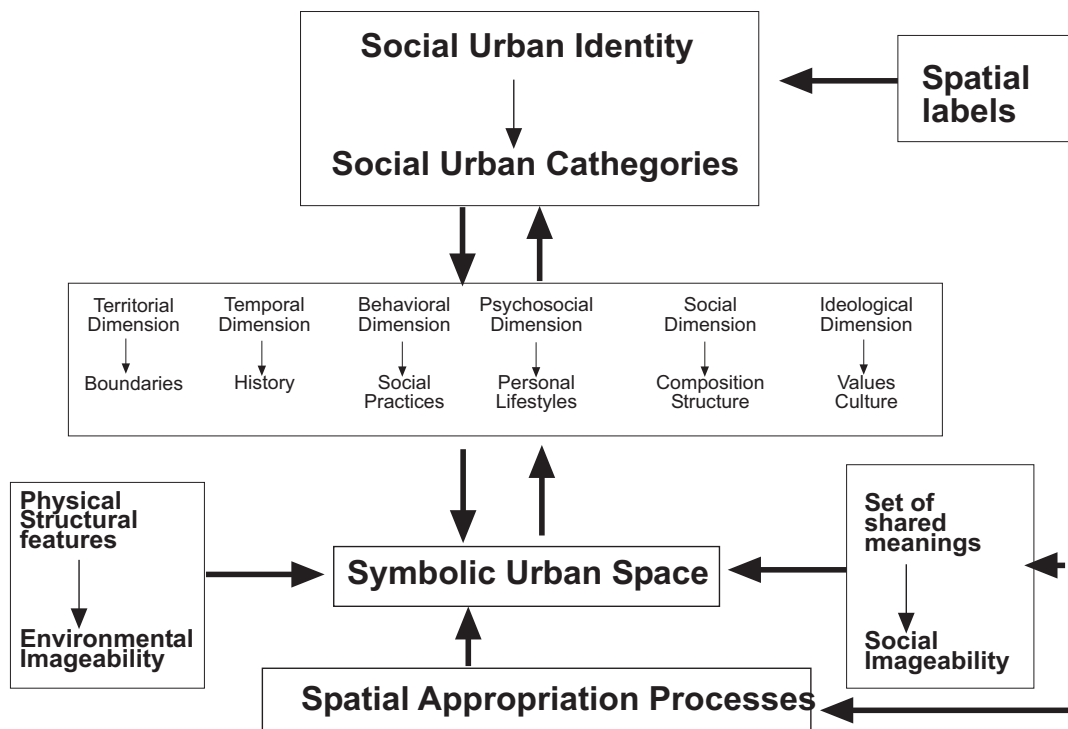 Social Urban Identity
Social Urban Cathegories
Spatial
labels
Territorial
Dimension
Boundaries
Temporal
Dimension
History
Behavioral
Dimension
Social
Practices
Psychosocial
Dimension
Personal
Lifestyles
Social
Dimension
Composition
Structure
Ideological
Dimension
Values
Culture
Physical
Structural
features
Environmental
Imageability
Symbolic Urban Space
Set of
shared
meanings
Social
Imageability
Spatial Appropriation Processes